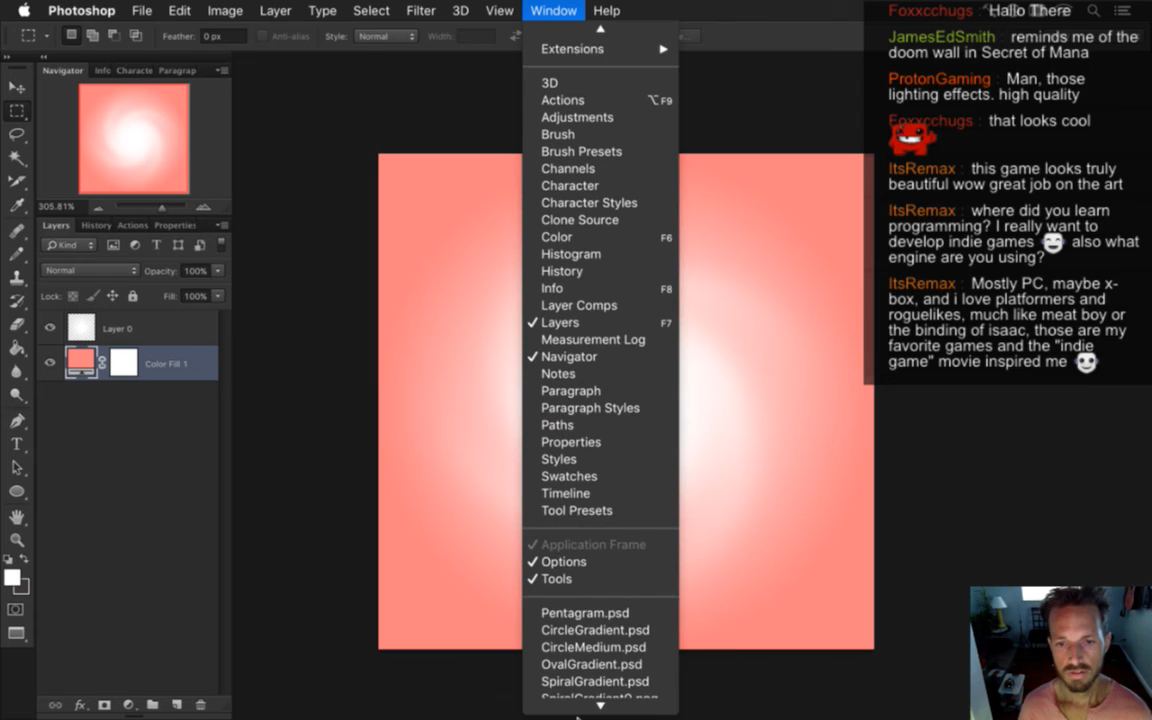 Photoshop File Edit Image Layer Type Select Filter 3D View Window Help
Feather: 0 px Anti-alias Style: Normal Width:
Navigator Info Characte Paragrap
305.81%
Layers History Actions Properties
Kind
Normal Opacity: 100%
Lock: Fill: 100%
Layer 0
Color Fill 1
Extensions
3D
Actions F9
Adjustments
Brush
Brush Presets
Channels
Character
Character Styles
Clone Source
Color F6
Histogram
History
Info F8
Layer Comps
Layers F7
Measurement Log
Navigator
Notes
Paragraph
Paragraph Styles
Paths
Properties
Styles
Swatches
Timeline
Tool Presets
Application Frame
Options
Tools
Pentagram.psd
CircleGradient.psd
CircleMedium.psd
OvalGradient.psd
SpiralGradient.psd
Foxxcchugs : Hallo There
JamesEdSmith : reminds me of the
doom wall in Secret of Mana
ProtonGaming : Man, those
lighting effects. high quality
Foxxcchugs : that looks cool
ItsRemax : this game looks truly
beautiful wow great job on the art
ItsRemax : where did you learn
programming? I really want to
develop indie games also what
engine are you using?
ItsRemax : Mostly PC, maybe x-
box, and i love platformers and
roguelikes, much like meat boy or
the binding of isaac, those are my
favorite games and the "indie
game" movie inspired me